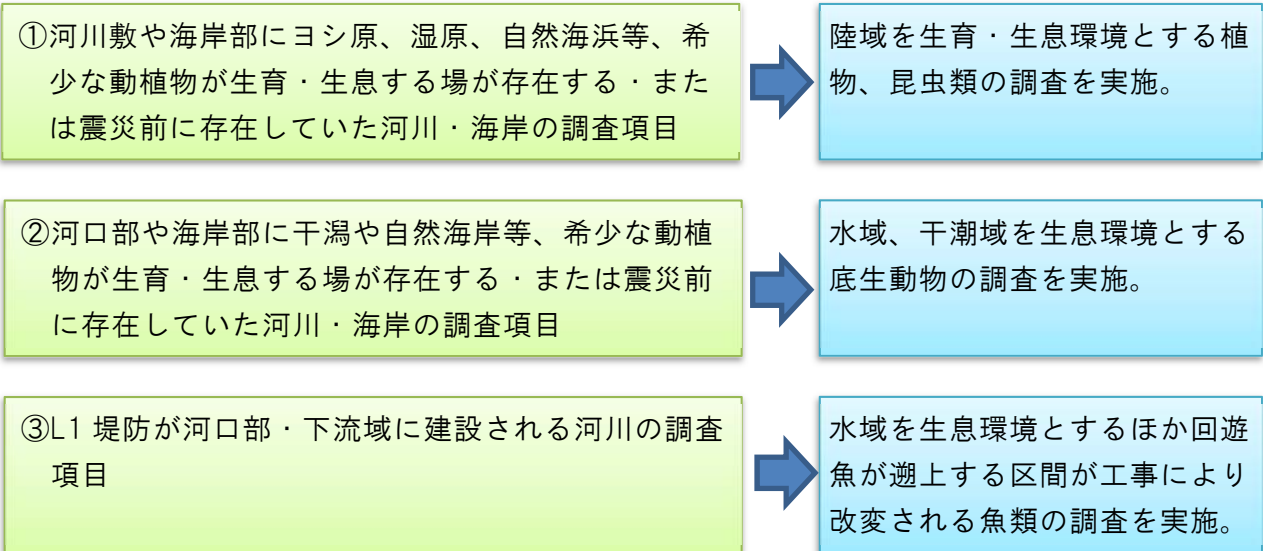 ①河川敷や海岸部にヨシ原、湿原、自然海浜等、希
少な動植物が生育・生息する場が存在する・また
は震災前に存在していた河川・海岸の調査項目
陸域を生育・生息環境とする植
物、昆虫類の調査を実施。
②河口部や海岸部に干潟や自然海岸等、希少な動植
物が生育・生息する場が存在する・または震災前
に存在していた河川・海岸の調査項目
水域、干潮域を生息環境とする
底生動物の調査を実施。
③L1 堤防が河口部・下流域に建設される河川の調査
項目
水域を生息環境とするほか回遊
魚が遡上する区間が工事により
改変される魚類の調査を実施。